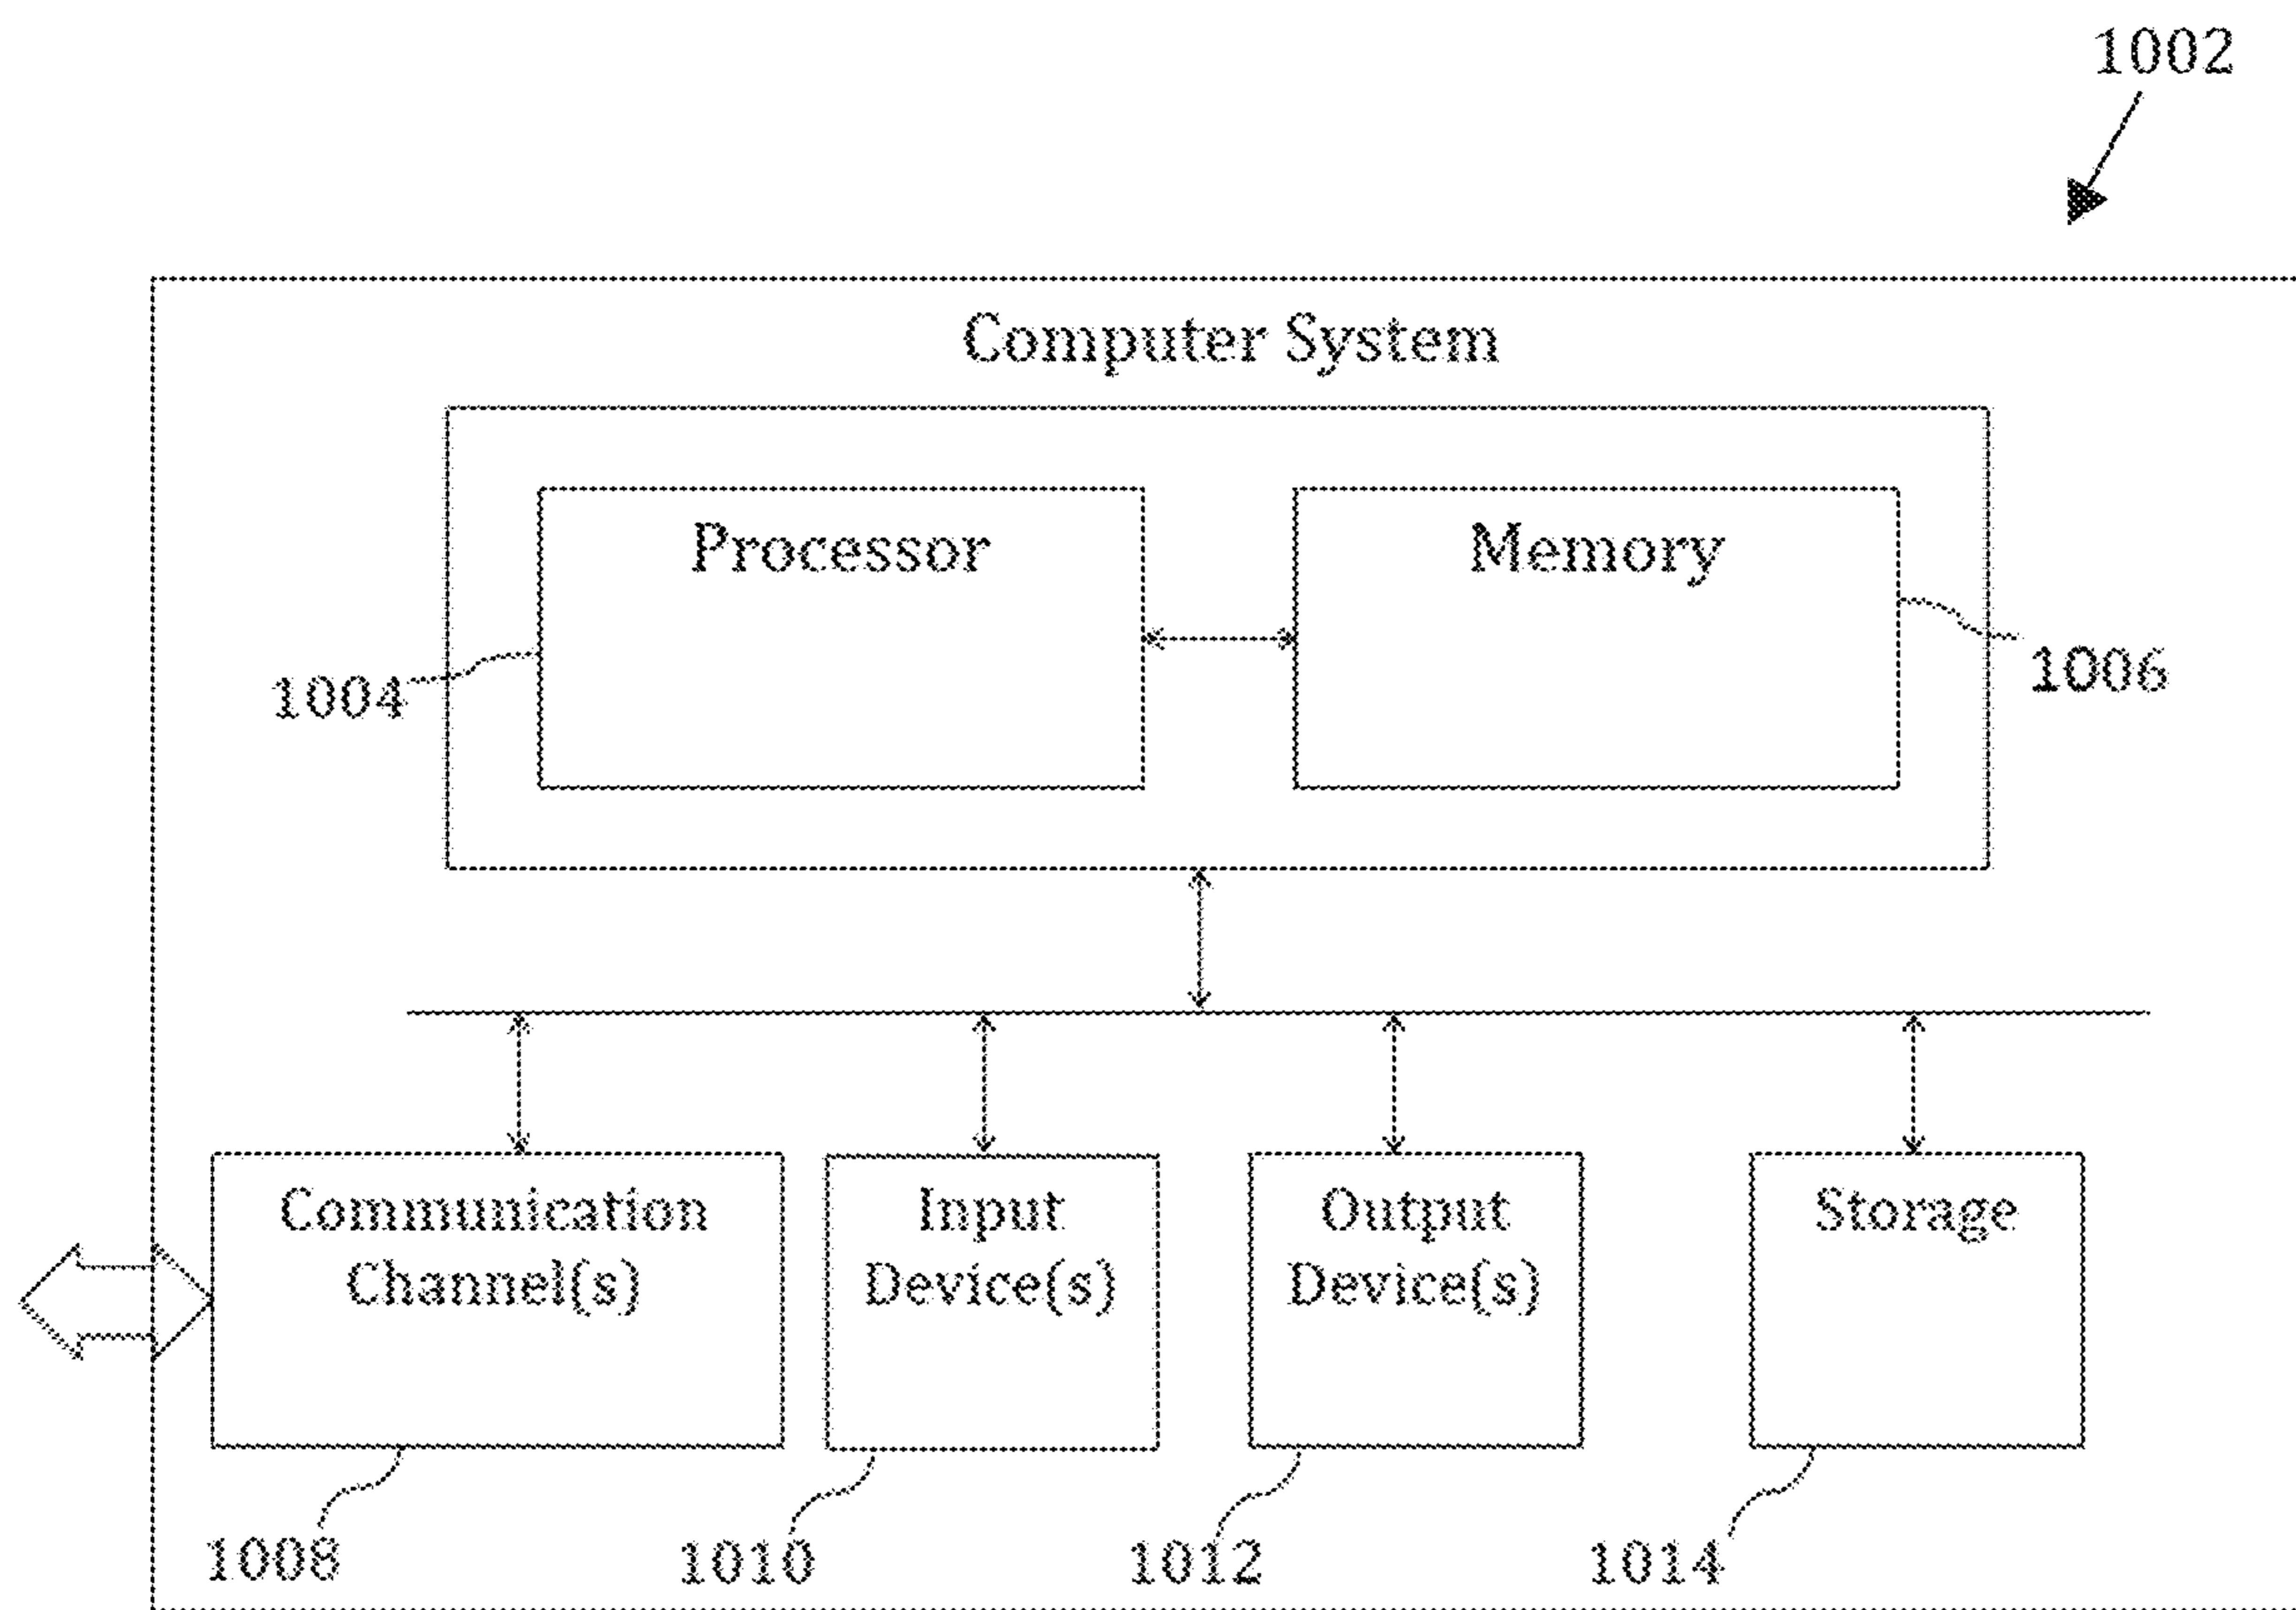 1002
Computer System
Processor
Memory
1004
1006
Communication
Channel(s)
Input
Device(s)
Output
Device(s)
Storage
1008
1010
1012
1014